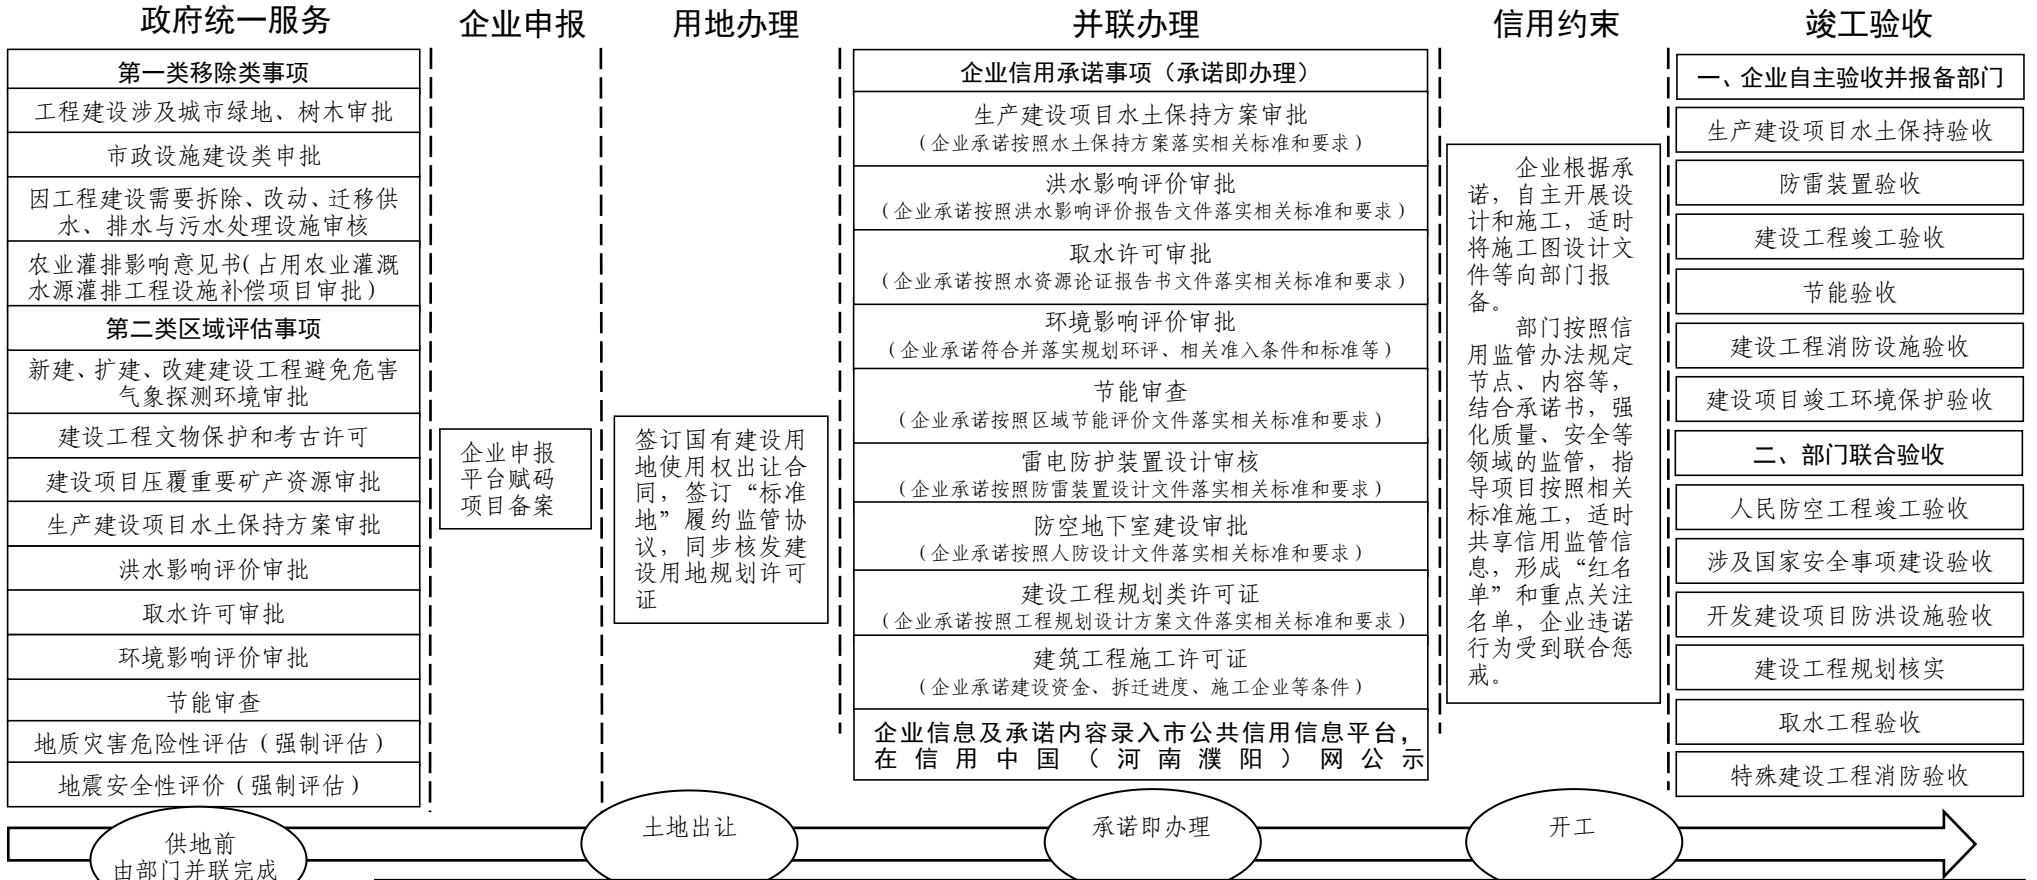 政府统一服务
第一类移除类事项
工程建设涉及城市绿地、树木审批
市政设施建设类审批
因工程建设需要拆除、改动、迁移供
水、排水与污水处理设施审核
农业灌排影响意见书(占用农业灌溉
水源灌排工程设施补偿项目审批)
第二类区域评估事项
新建、扩建、改建建设工程避免危害
气象探测环境审批
建设工程文物保护和考古许可
建设项目压覆重要矿产资源审批
生产建设项目水土保持方案审批
洪水影响评价审批
取水许可审批
环境影响评价审批
节能审查
地质灾害危险性评估(强制评估)
地震安全性评价(强制评估)
企业申报
企业申报
平台赋码
项目备案
用地办理
签订国有建设用
地使用权出让合
同,签订“标准
地”履约监管协
议,同步核发建
设用地规划许可
证
并联办理
企业信用承诺事项(承诺即办理)
生产建设项目水土保持方案审批
(企业承诺按照水土保持方案落实相关标准和要求)
洪水影响评价审批
(企业承诺按照洪水影响评价报告文件落实相关标准和要求)
取水许可审批
(企业承诺按照水资源论证报告书文件落实相关标准和要求)
环境影响评价审批
(企业承诺符合并落实规划环评、相关准入条件和标准等)
节能审查
(企业承诺按照区域节能评价文件落实相关标准和要求)
雷电防护装置设计审核
(企业承诺按照防雷装置设计文件落实相关标准和要求)
防空地下室建设审批
(企业承诺按照人防设计文件落实相关标准和要求)
建设工程规划类许可证
(企业承诺按照工程规划设计方案文件落实相关标准和要求)
建筑工程施工许可证
(企业承诺建设资金、拆迁进度、施工企业等条件)
企业信息及承诺内容录入市公共信用信息平台,
在信用中国(河南濮阳)网公示
信用约束
企业根据承
诺,自主开展设
计和施工,适时
将施工图设计文
件等向部门报
备。
部门按照信
用监管办法规定
节点、内容等,
结合承诺书,强
化质量、安全等
领域的监管,指
导项目按照相关
标准施工,适时
共享信用监管信
息,形成“红名
单”和重点关注
名单,企业违诺
行为受到联合惩
戒。
竣工验收
一、企业自主验收并报备部门
生产建设项目水土保持验收
防雷装置验收
建设工程竣工验收
节能验收
建设工程消防设施验收
建设项目竣工环境保护验收
二、部门联合验收
人民防空工程竣工验收
涉及国家安全事项建设验收
开发建设项目防洪设施验收
建设工程规划核实
取水工程验收
特殊建设工程消防验收
供地前
由部门并联完成
土地出让
承诺即办理
开工